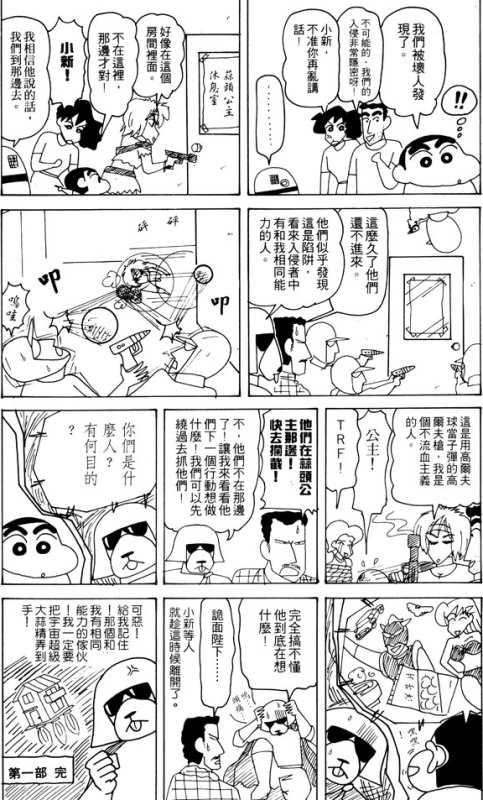 我們被壞人發
現了。
不可能的，我們的
入侵非常隱密呀！
小新，
不准你再亂講
話！
………
！！
蒜頭公主
休息室
好像在這個
房間裡面。
不在這裡，
那邊才對！
小新！
我相信他說的話，
我們到那邊去。
這麼久了他們
還不進來。
他們似乎發現
這是陷阱，
看來入侵者中
有和我相同能
力的人。
砰
砰
叩
叩
嗚哇
這是用高爾夫
球當子彈的高
爾夫槍，我是
個不流血主義
的人。
公主！
TRF！
他們在蒜頭公
主那邊！
快去攔截！
不，他們不在那邊
了，讓我來看看他
們下一個行動想做
什麼！我們可以先
繞過去抓他們！
你們是什
麼人？
有何目的
？
完全搞不懂
他到底在想
什麼！
詭面陛下…
小新等人
就趁這時候離開了。
可惡！
給我記住
！那個和
我有相同
能力的傢伙
！我一定要
把宇宙超級
大蒜精弄到
手！
第一部 完